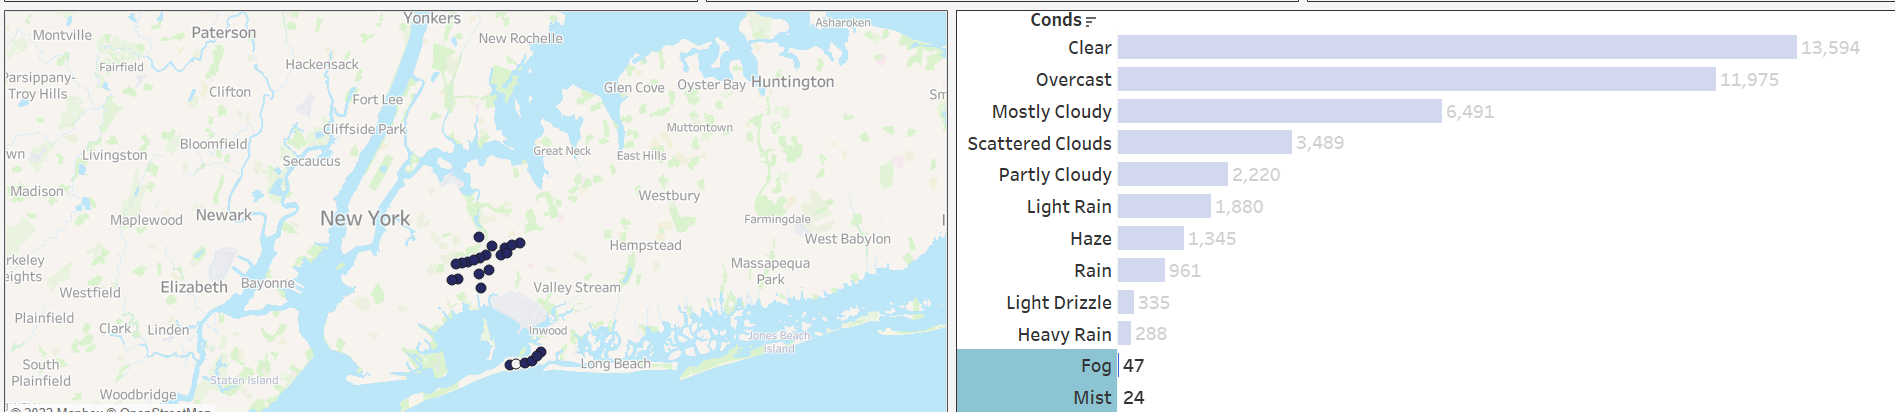 Yonkers
Asharoken
Montville
Paterson
New Rochelle
Fairfield
Hackensack
Parsippany-
Troy Hills
Clifton
Fort Lee
Glen Cove
Oyster Bay
Huntington
Sm
Cliffside Park
Muttontown
Bloomfield
wn
Livingston
Secaucus
Great Neck
East Hills
Madison
Westbury
Maplewood
Newark
New York
Farmingdale
West Babylon
Hempstead
rkeley
eights
Massapequa
Park
Westfield
Elizabeth
Bayonne
Valley Stream
Plainfield
Clark
Linden
Inwood
Jones Beach
Island
South
Plainfield
Staten Island
Long Beach
Woodbridge
© 2022 Mapbox © OpenStreetMap
Conds
Clear 13,594
Overcast 11,975
Mostly Cloudy 6,491
Scattered Clouds 3,489
Partly Cloudy 2,220
Light Rain 1,880
Haze 1,345
Rain 961
Light Drizzle 335
Heavy Rain 288
Fog 47
Mist 24